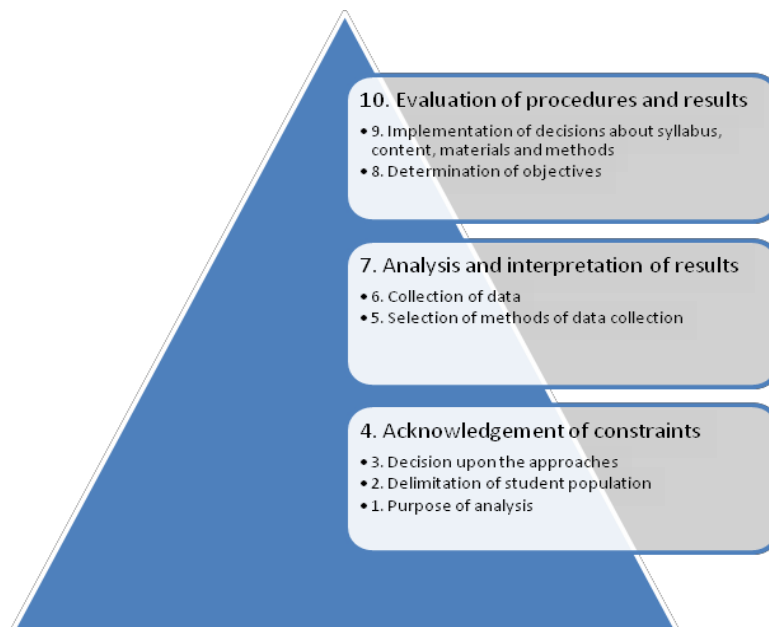 10. Evaluation of procedures and results
• 9. Implementation of decisions about syllabus,
content, materials and methods
• 8. Determination of objectives
7. Analysis and interpretation of results
• 6. Collection of data
• 5. Selection of methods of data collection
4. Acknowledgement of constraints
• 3. Decision upon the approaches
• 2. Delimitation of student population
• 1. Purpose of analysis